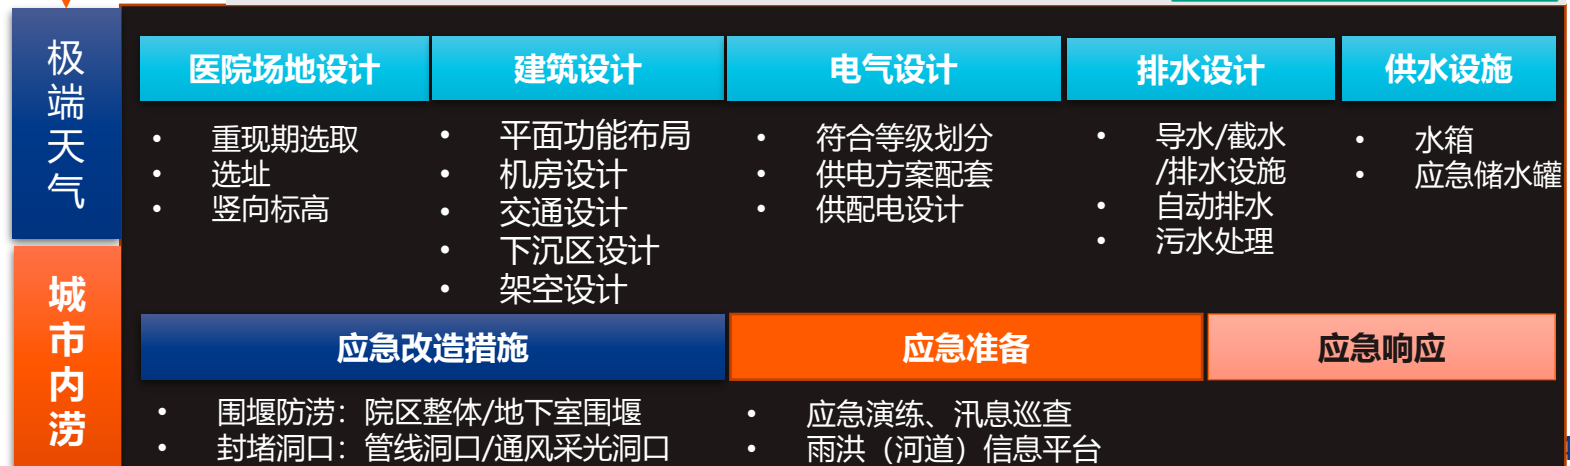 极端天气
医院场地设计
重现期选取
选址
竖向标高
建筑设计
平面功能布局
机房设计
交通设计
下沉区设计
架空设计
电气设计
符合等级划分
供电方案配套
供配电设计
排水设计
导水/截水
/排水设施
自动排水
污水处理
供水设施
水箱
应急储水罐
城市内涝
应急改造措施
围堰防涝：院区整体/地下室围堰
封堵洞口：管线洞口/通风采光洞口
应急准备
应急演练、汛息巡查
雨洪（河道）信息平台
应急响应